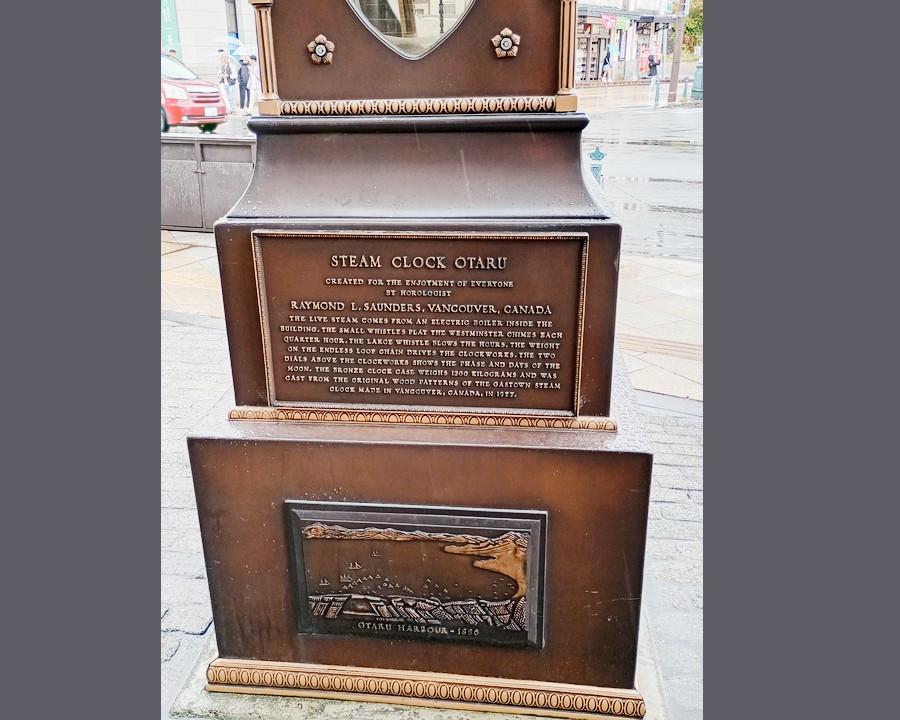 STEAM CLOCK OTARU
CREATED FOR THE ENJOYMENT OF EVERYONE
BY HOROLOGIST
RAYMOND L. SAUNDERS, VANCOUVER, CANADA
THE LIVE STEAM COMES FROM AN ELECTRIC BOILER INSIDE THE
BUILDING. THE SMALL WHISTLES PLAY THE WESTMINSTER CHIMES EACH
QUARTER HOUR. THE LARGE WHISTLE BLOWS THE HOURS. THE WEIGHT
ON THE ENDLESS LOOP CHAIN DRIVES THE CLOCKWORKS. THE TWO
DIALS ABOVE THE CLOCKWORKS SHOWS THE PHASE AND DAYS OF THE
MOON. THE BRONZE CLOCK CASE WEIGHS 1200 KILOGRAMS AND WAS
CAST FROM THE ORIGINAL WOOD PATTERNS OF THE GASTOWN STEAM
CLOCK MADE IN VANCOUVER, CANADA, IN 1977.
OTARU HARBOUR - 1896